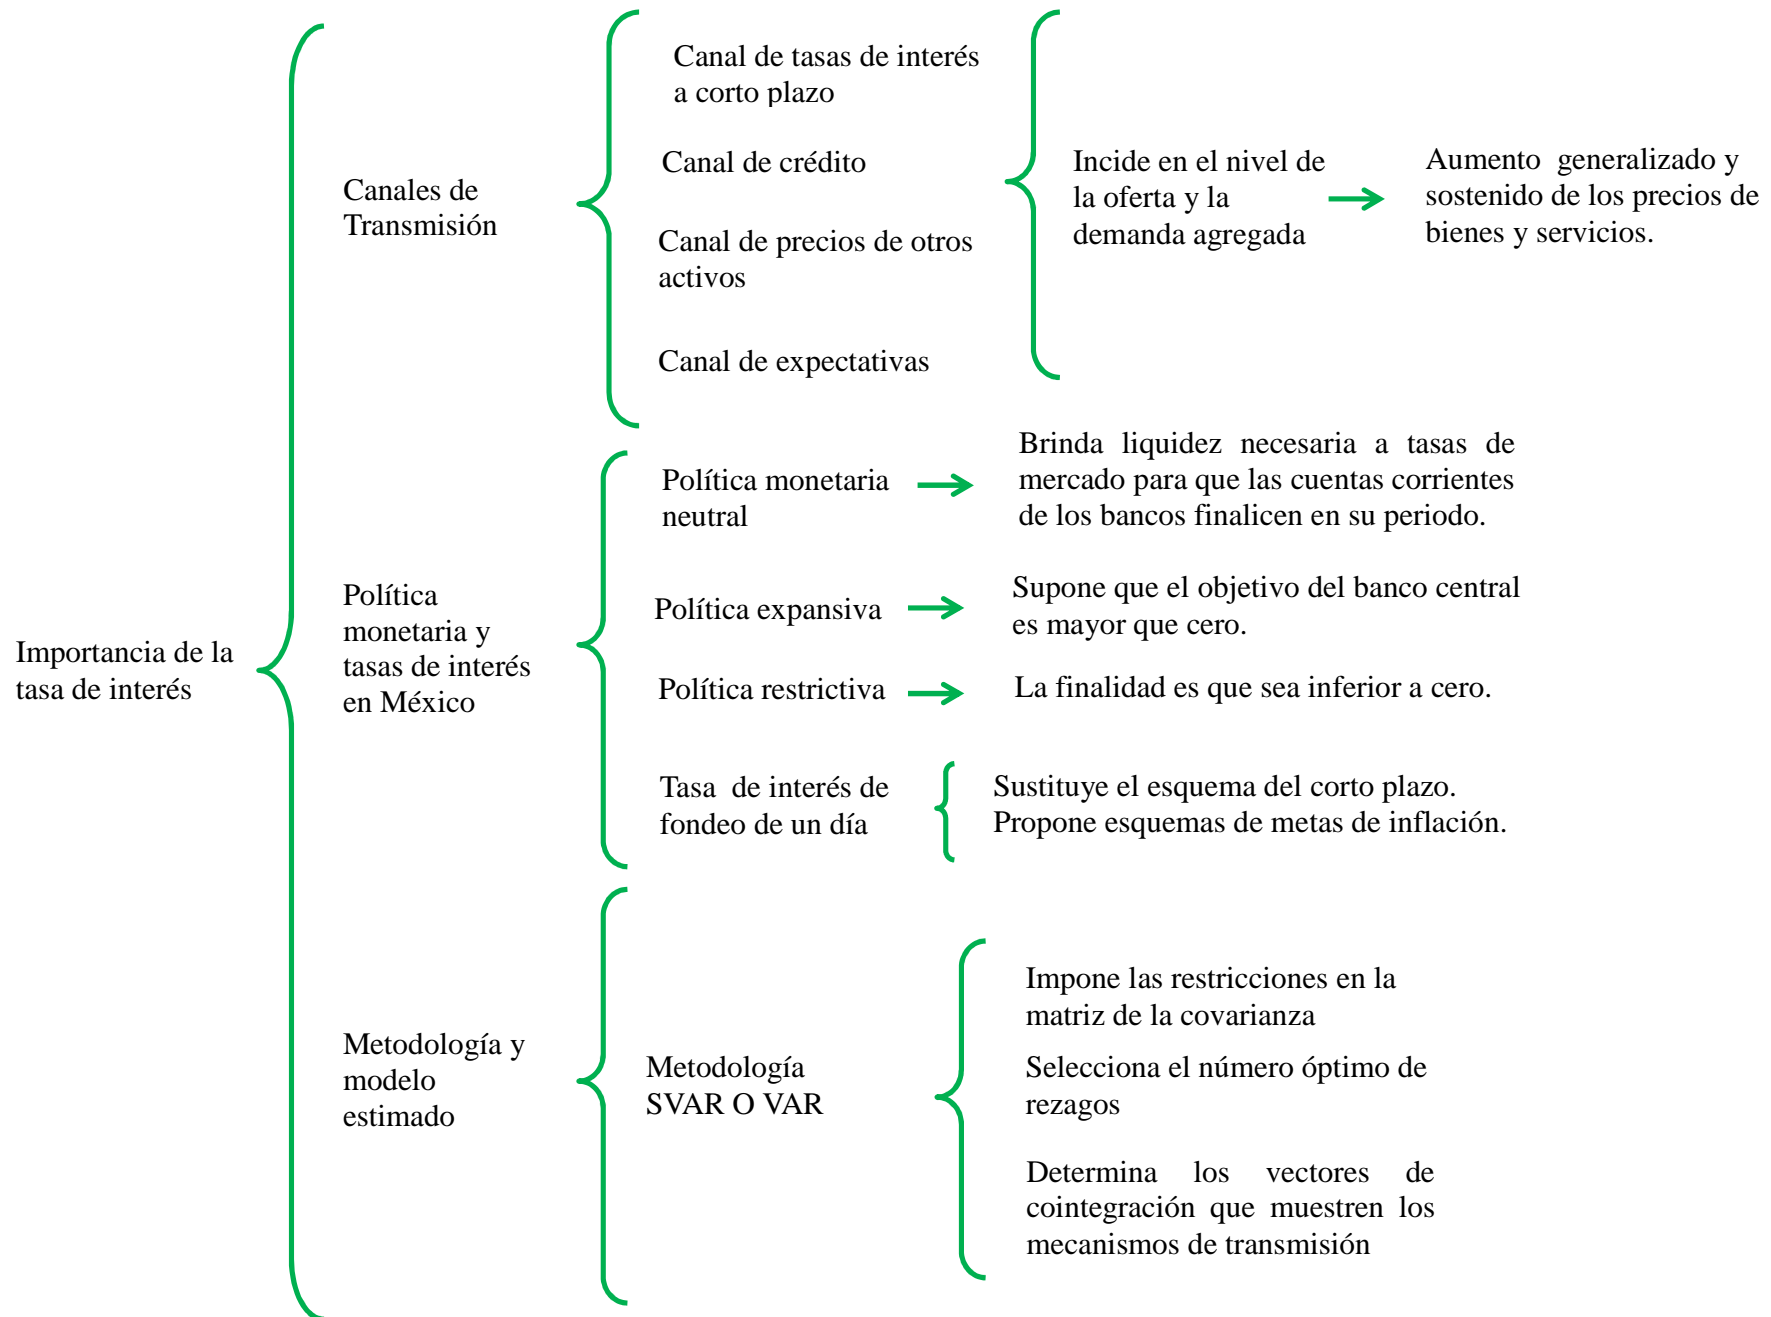 Importancia de la
tasa de interés
Canales de
Transmisión
Canal de tasas de interés
a corto plazo
Canal de crédito
Canal de precios de otros
activos
Canal de expectativas
Incide en el nivel de
la oferta y la
demanda agregada
Aumento generalizado y
sostenido de los precios de
bienes y servicios.
Política
monetaria y
tasas de interés
en México
Política monetaria
neutral
Brinda liquidez necesaria a tasas de
mercado para que las cuentas corrientes
de los bancos finalicen en su periodo.
Política expansiva
Supone que el objetivo del banco central
es mayor que cero.
Política restrictiva
La finalidad es que sea inferior a cero.
Tasa de interés de
fondeo de un día
Sustituye el esquema del corto plazo.
Propone esquemas de metas de inflación.
Metodología y
modelo
estimado
Metodología
SVAR O VAR
Impone las restricciones en la
matriz de la covarianza
Selecciona el número óptimo de
rezagos
Determina los vectores de
cointegración que muestren los
mecanismos de transmisión